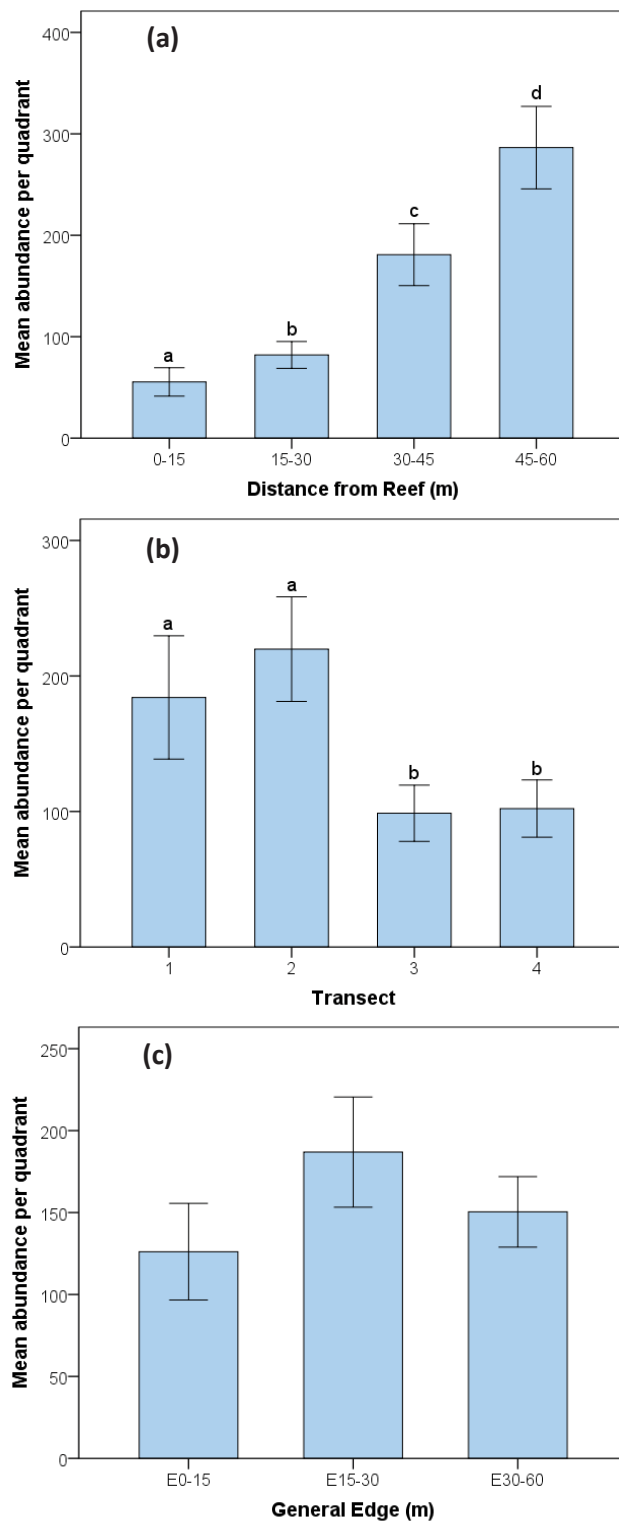 (a)
Mean abundance per quadrant
400
300
200
100
0
a
b
c
d
0-15 15-30 30-45 45-60
Distance from Reef (m)
(b)
Mean abundance per quadrant
300
200
100
0
a
a
b
b
1 2 3 4
Transect
(c)
Mean abundance per quadrant
250
200
150
100
50
0
E0-15 E15-30 E30-60
General Edge (m)